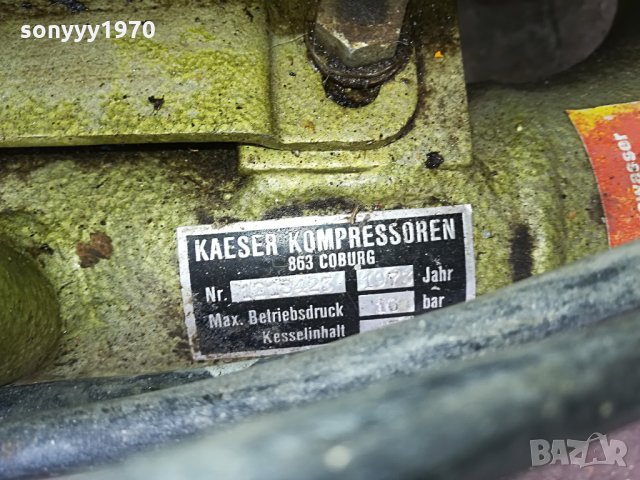 sonyyy1970
KAESER KOMPRESSOREN
863 COBURG
Nr. Jahr
Max. Betriebsdruck bar
Kesselinhalt
BAZAR